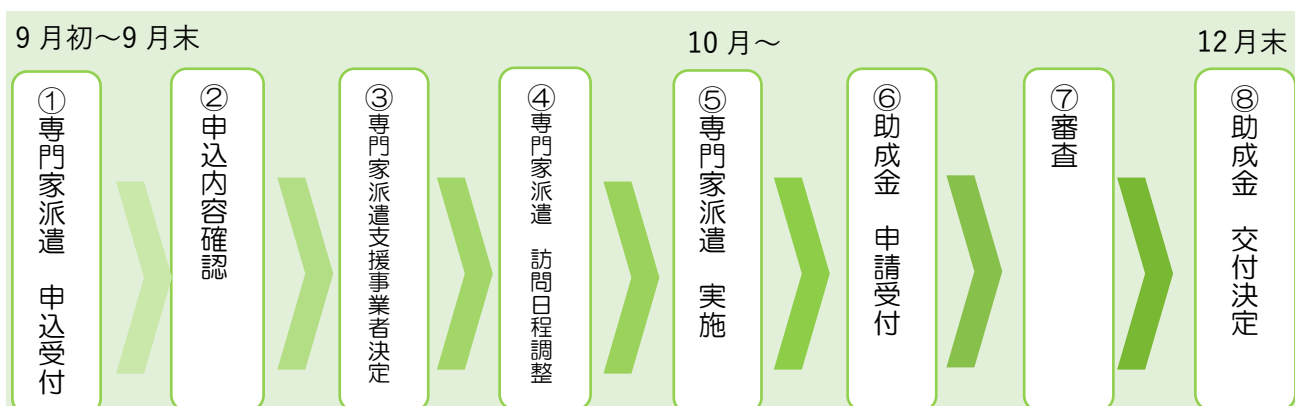 9月初～9月末
10月～
12月末
①専門家派遣 申込受付
②申込内容確認
③専門家派遣支援事業者決定
④専門家派遣 訪問日程調整
⑤専門家派遣 実施
⑥助成金 申請受付
⑦審査
⑧助成金 交付決定